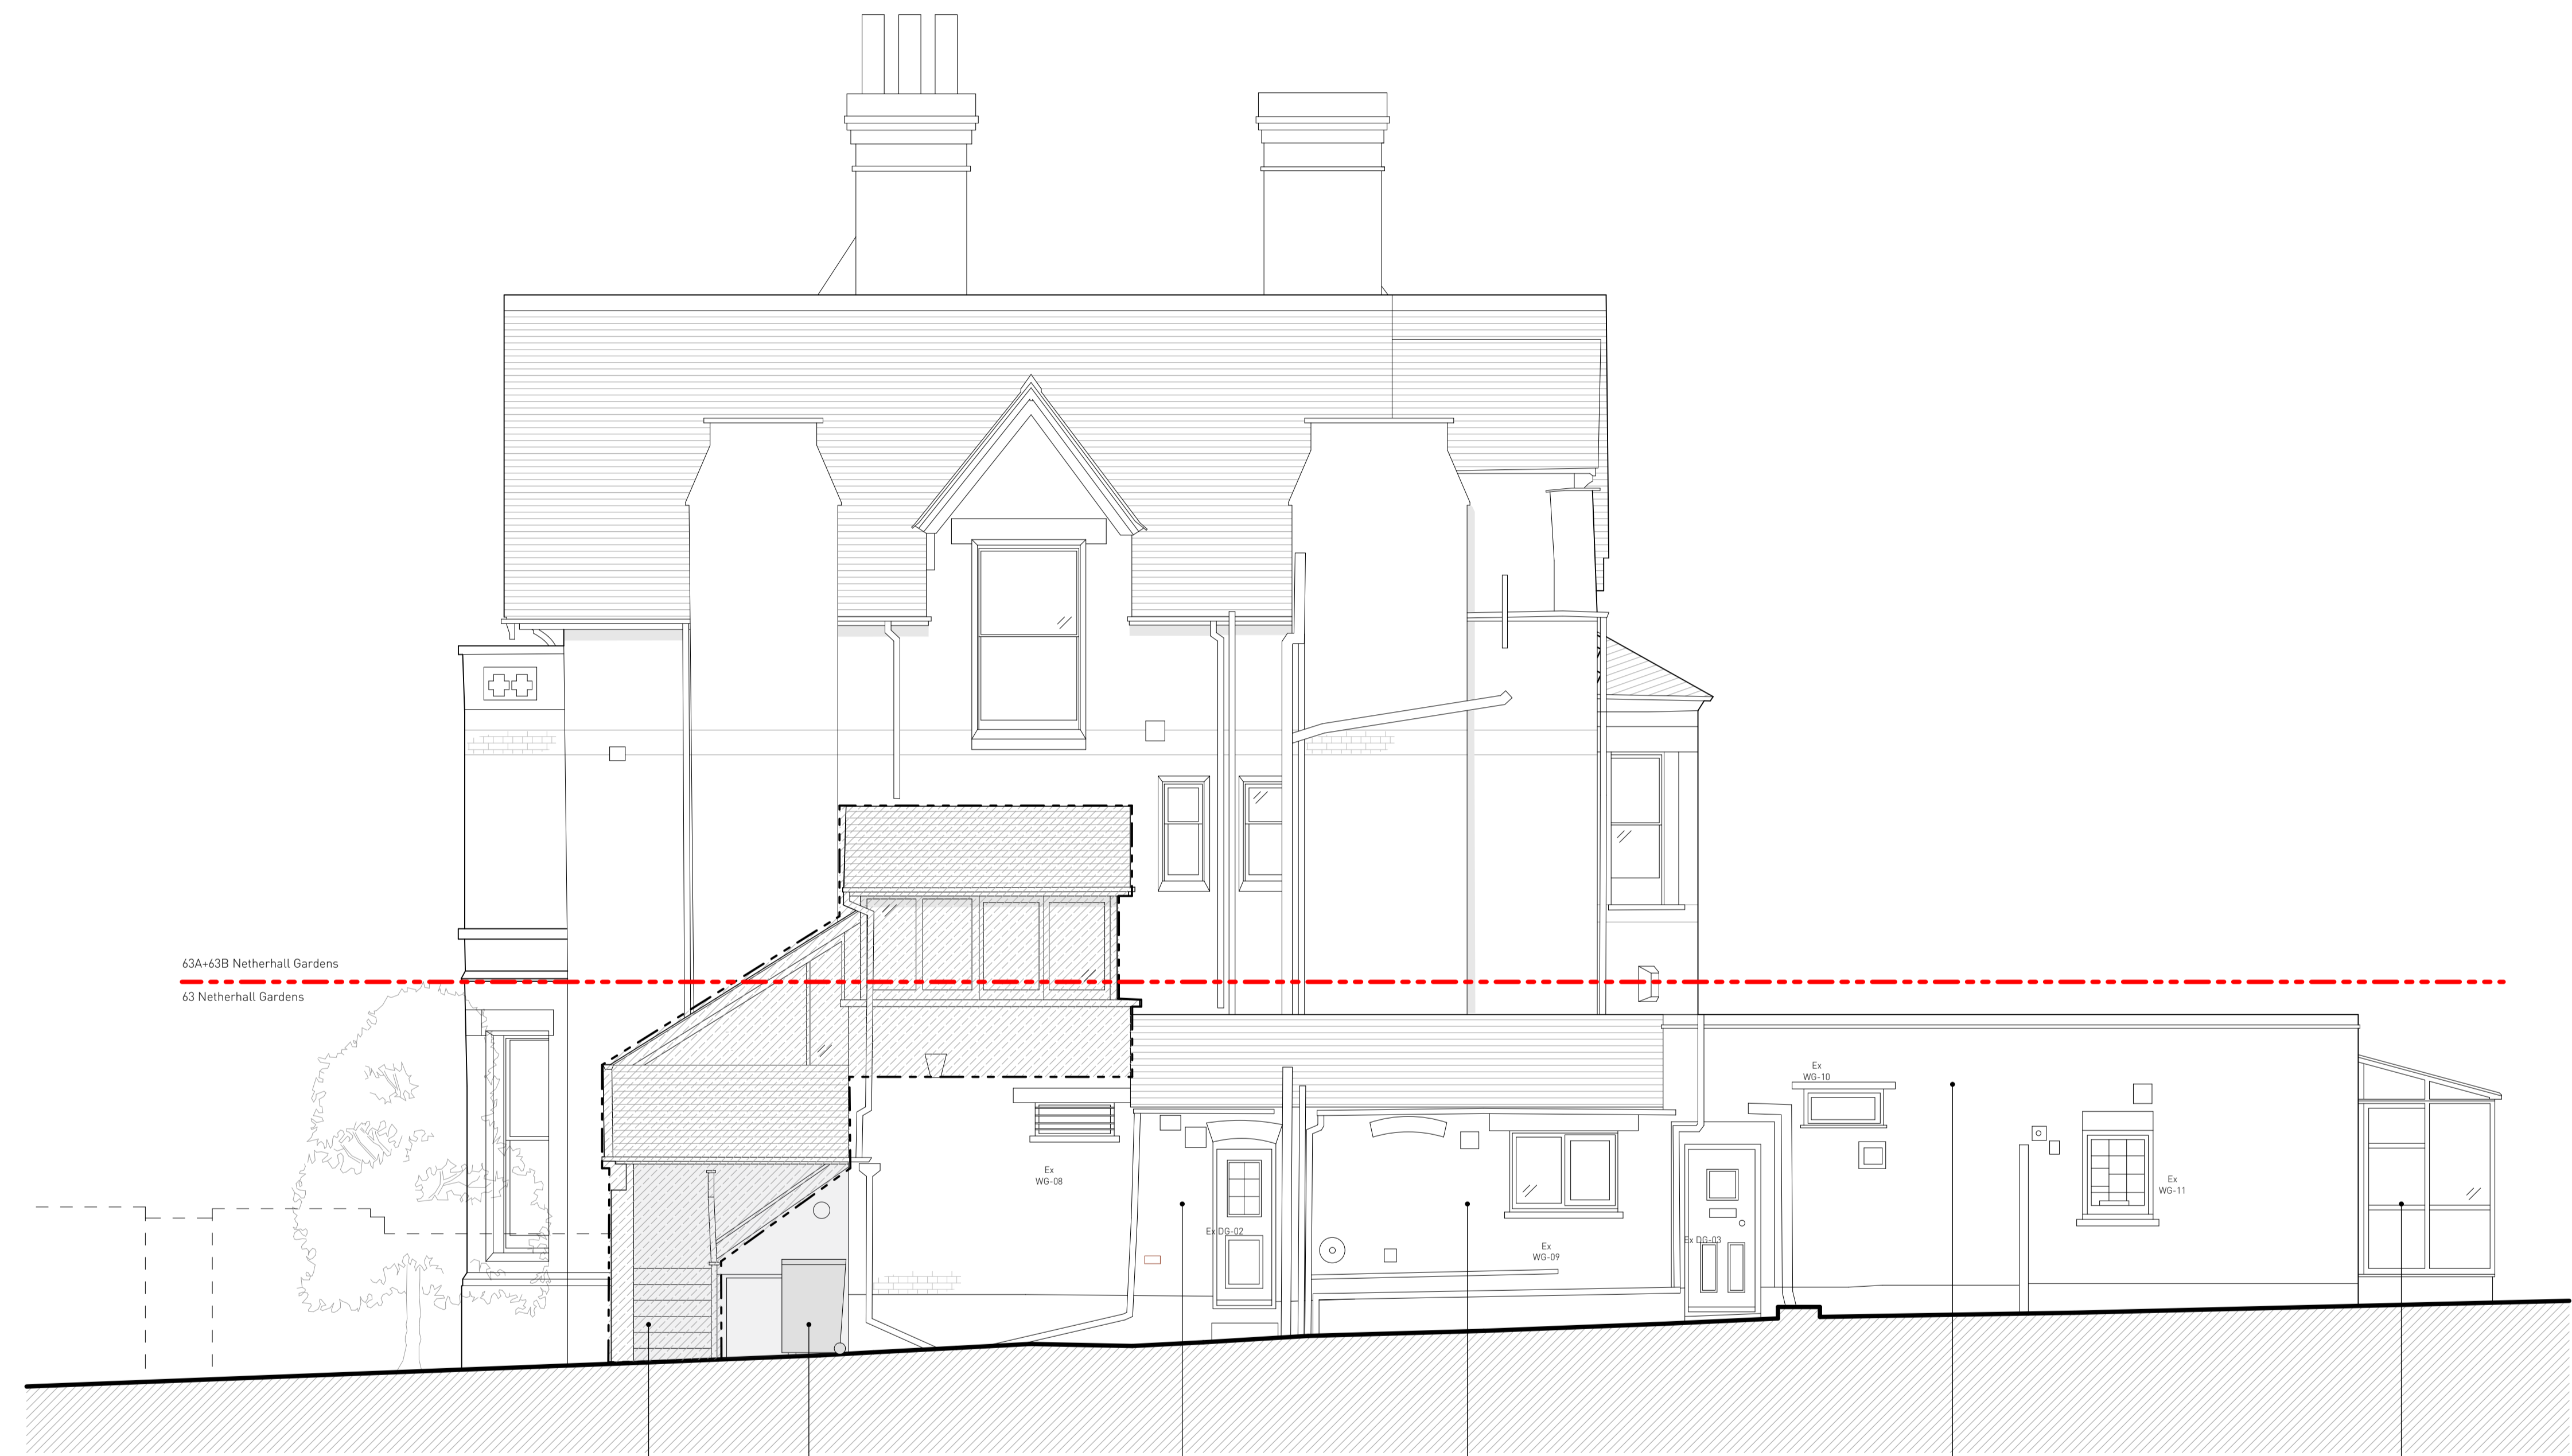 63A+63B Netherhall Gardens
63 Netherhall Gardens
Ex
WG-10
Ex
WG-08
Ex
WG-11
Ex DG-02
Ex DG-03
Ex
WG-09